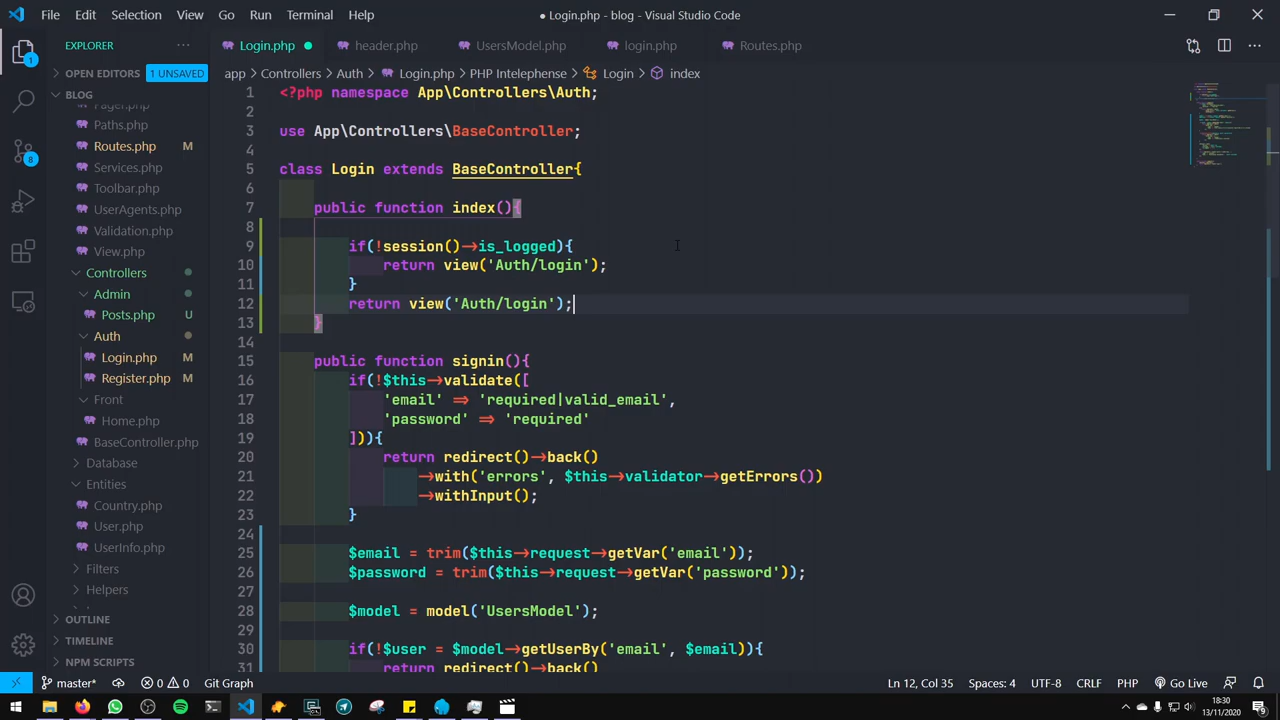 File Edit Selection View Go Run Terminal Help
● Login.php - blog - Visual Studio Code
EXPLORER
Login.php header.php UsersModel.php login.php Routes.php
OPEN EDITORS 1 UNSAVED
app > Controllers > Auth > Login.php > PHP Intelephense > Login > index
BLOG
Pager.php
Paths.php
Routes.php M
Services.php
Toolbar.php
UserAgents.php
Validation.php
View.php
Controllers
Admin
Posts.php U
Auth
Login.php M
Register.php M
Front
Home.php
BaseController.php
Database
Entities
Country.php
User.php
UserInfo.php
Filters
Helpers
OUTLINE
TIMELINE
NPM SCRIPTS
1
8
1 <?php namespace App\Controllers\Auth;
2
3 use App\Controllers\BaseController;
4
5 class Login extends BaseController{
6
7 public function index(){
8
9 if(!session()->is_logged){
10 return view('Auth/login');
11 }
12 return view('Auth/login');
13 }
14
15 public function signin(){
16 if(!$this->validate([
17 'email' => 'required|valid_email',
18 'password' => 'required'
19 ])){
20 return redirect()->back()
21 ->with('errors', $this->validator->getErrors())
22 ->withInput();
23 }
24
25 $email = trim($this->request->getVar('email'));
26 $password = trim($this->request->getVar('password'));
27
28 $model = model('UsersModel');
29
30 if(!$user = $model->getUserBy('email', $email)){
31 return redirect()->back()
master* 0 0 Git Graph Ln 12, Col 35 Spaces: 4 UTF-8 CRLF PHP Go Live
18:30
13/11/2020